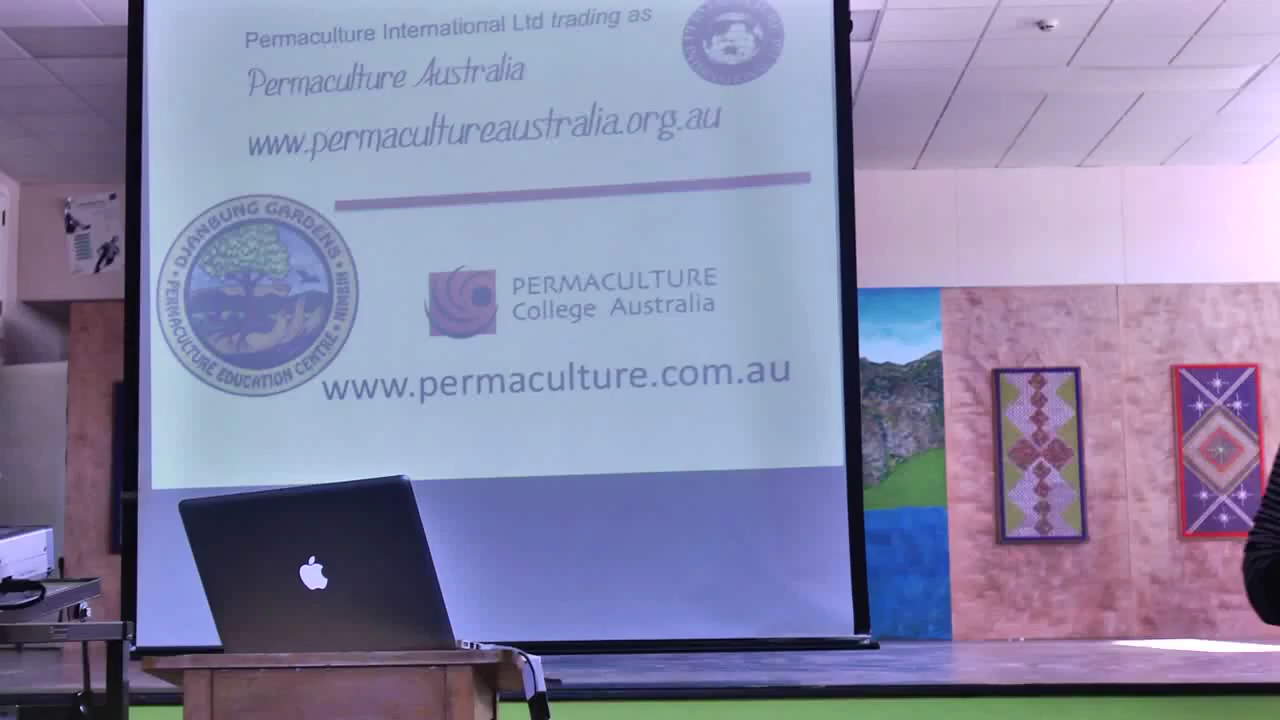 Permaculture International Ltd trading as
Permaculture Australia
www.permacultureaustralia.org.au
DJANBUNG GARDENS
• PERMACULTURE EDUCATION CENTRE • NIMBIN •
PERMACULTURE
College Australia
www.permaculture.com.au